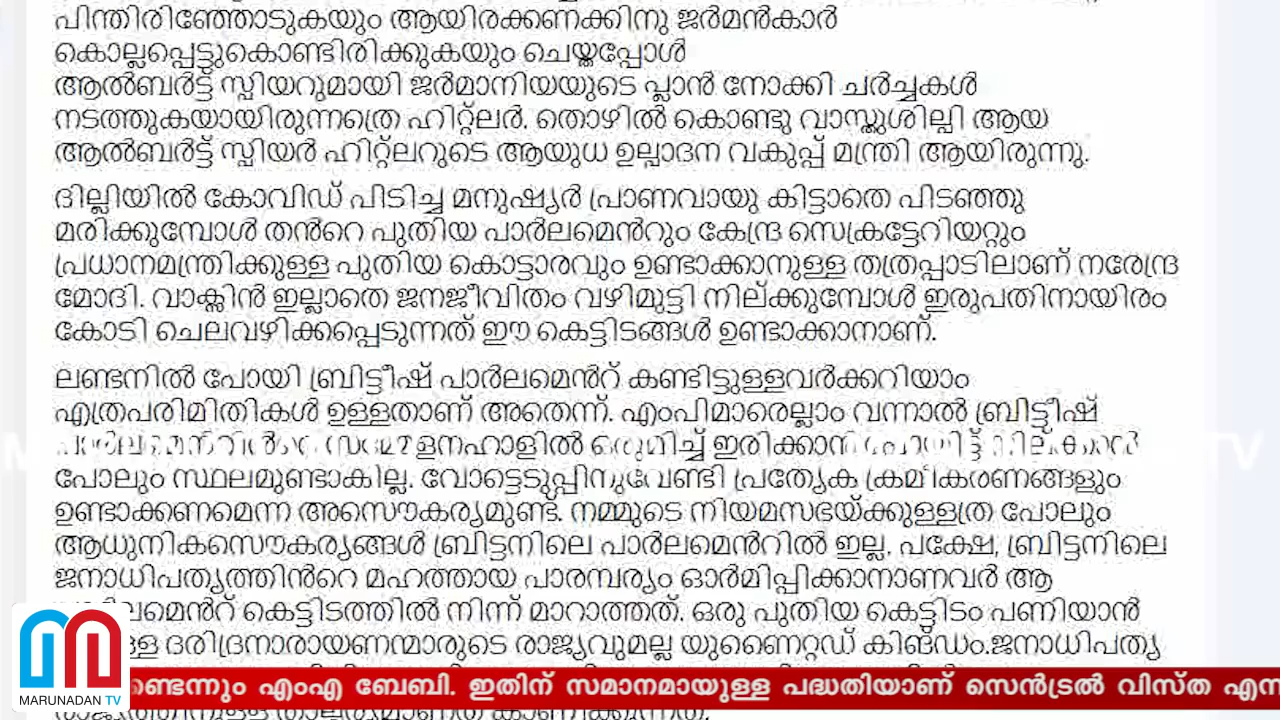 പിന്തിരിഞ്ഞോടുകയും ആയിരക്കണക്കിനു ജർമൻകാർ
കൊല്ലപ്പെട്ടുകൊണ്ടിരിക്കുകയും ചെയ്തപ്പോൾ
ആൽബർട്ട് സ്പിയറുമായി ജർമാനിയയുടെ പ്ലാൻ നോക്കി ചർച്ചകൾ
നടത്തുകയായിരുന്നത്രെ ഹിറ്റ്ലർ. തൊഴിൽ കൊണ്ടു വാസ്തുശില്പി ആയ
ആൽബർട്ട് സ്പിയർ ഹിറ്റ്ലറുടെ ആയുധ ഉല്പാദന വകുപ്പ് മന്ത്രി ആയിരുന്നു.
ദില്ലിയിൽ കോവിഡ് പിടിച്ച മനുഷ്യർ പ്രാണവായു കിട്ടാതെ പിടഞ്ഞു
മരിക്കുമ്പോൾ തൻറെ പുതിയ പാർലമെൻറും കേന്ദ്ര സെക്രട്ടേറിയറ്റും
പ്രധാനമന്ത്രിക്കുള്ള പുതിയ കൊട്ടാരവും ഉണ്ടാക്കാനുള്ള തത്രപ്പാടിലാണ് നരേന്ദ്ര
മോദി. വാക്സിൻ ഇല്ലാതെ ജനജീവിതം വഴിമുട്ടി നില്ക്കുമ്പോൾ ഇരുപതിനായിരം
കോടി ചെലവഴിക്കപ്പെടുന്നത് ഈ കെട്ടിടങ്ങൾ ഉണ്ടാക്കാനാണ്.
ലണ്ടനിൽ പോയി ബ്രിട്ടീഷ് പാർലമെൻറ് കണ്ടിട്ടുള്ളവർക്കറിയാം
എത്രപരിമിതികൾ ഉള്ളതാണ് അതെന്ന്. എംപിമാരെല്ലാം വന്നാൽ ബ്രിട്ടീഷ്
ഒരുമിച്ച് ഇരിക്കാൻ
പോലും സ്ഥലമുണ്ടാകില്ല. വോട്ടെടുപ്പിനുവേണ്ടി പ്രത്യേക ക്രമീകരണങ്ങളും
ഉണ്ടാക്കണമെന്ന അസൌകര്യമുണ്ട്. നമ്മുടെ നിയമസഭയ്ക്കുള്ളത്ര പോലും
ആധുനികസൌകര്യങ്ങൾ ബ്രിട്ടനിലെ പാർലമെൻറിൽ ഇല്ല. പക്ഷേ, ബ്രിട്ടനിലെ
ജനാധിപത്യത്തിൻറെ മഹത്തായ പാരമ്പര്യം ഓർമിപ്പിക്കാനാണവർ ആ
കെട്ടിടത്തിൽ നിന്ന് മാറാത്തത്. ഒരു പുതിയ കെട്ടിടം പണിയാൻ
ദരിദ്രനാരായണന്മാരുടെ രാജ്യവുമല്ല യുണൈറ്റഡ് കിങ്ഡം.ജനാധിപത്യ
MARUNADAN TV
എംഎ ബേബി. ഇതിന് സമാനമായുള്ള പദ്ധതിയാണ് സെൻട്രൽ വിസ്ത